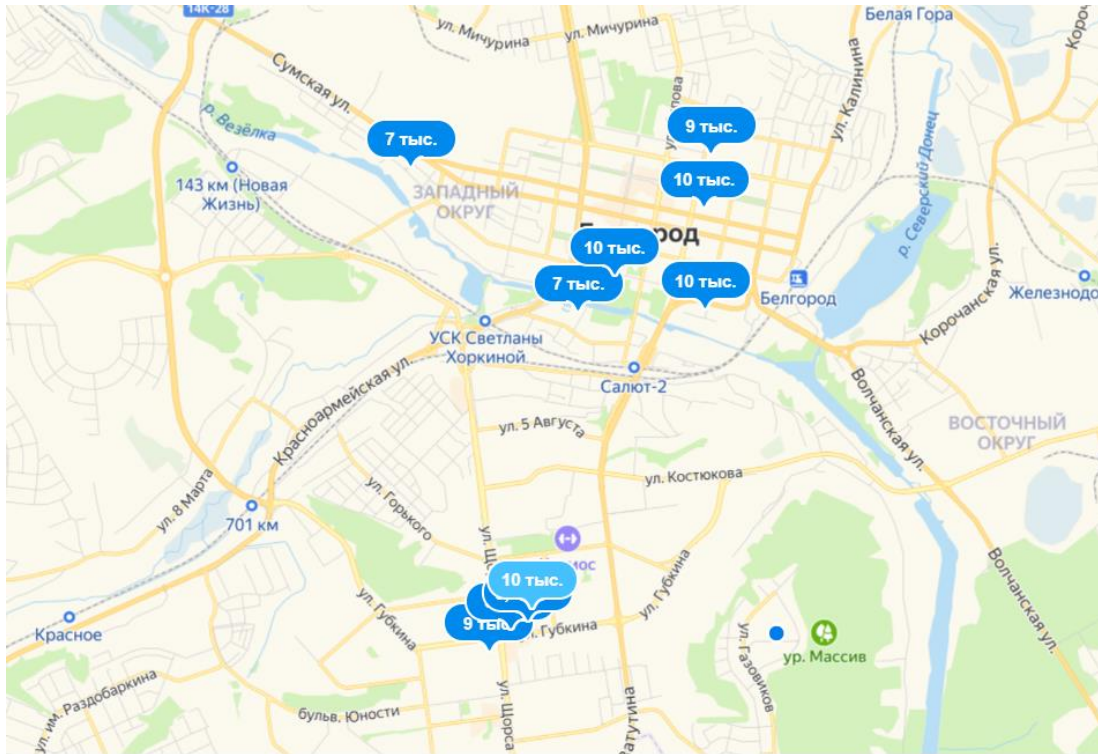 14К-28
Белая Гора
ул. Мичурина
ул. Мичурина
Сумская ул.
ул. Калинина
р. Везёлка
9 тыс.
7 тыс.
10 тыс.
143 км (Новая
Жизнь)
ЗАПАДНЫЙ
ОКРУГ
р. Северский Донец
10 тыс.
7 тыс.
10 тыс.
Белгород
Корочанская ул.
УСК Светланы
Хоркиной
Салют-2
Красноармейская ул.
Волчанская ул.
ул. 5 Августа
ВОСТОЧНЫЙ
ОКРУГ
ул. Костюкова
ул. 8 Марта
ул. Горького
701 км
10 тыс.
9 тыс.
ул. Губкина
ул. Губкина
Волчанская ул.
Красное
ул. Газовиков
ур. Массив
ул. им. Раздобаркина
бульв. Юности
ул. Щорса